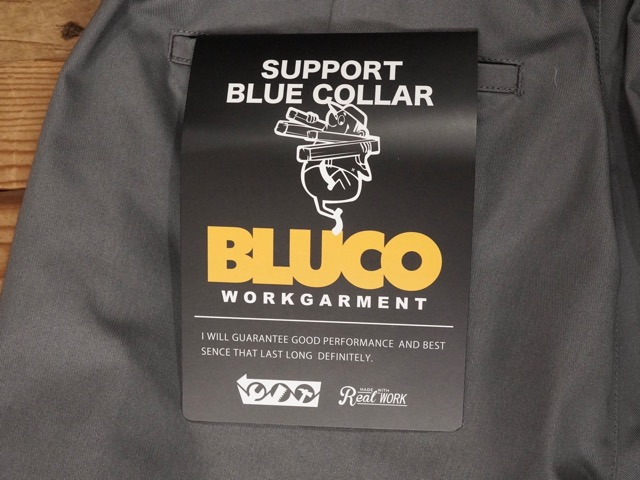 SUPPORT
BLUE COLLAR
BLUCO
WORKGARMENT
I WILL GUARANTEE GOOD PERFORMANCE AND BEST
SENCE THAT LAST LONG DEFINITELY.
MADE WITH
Real WORK